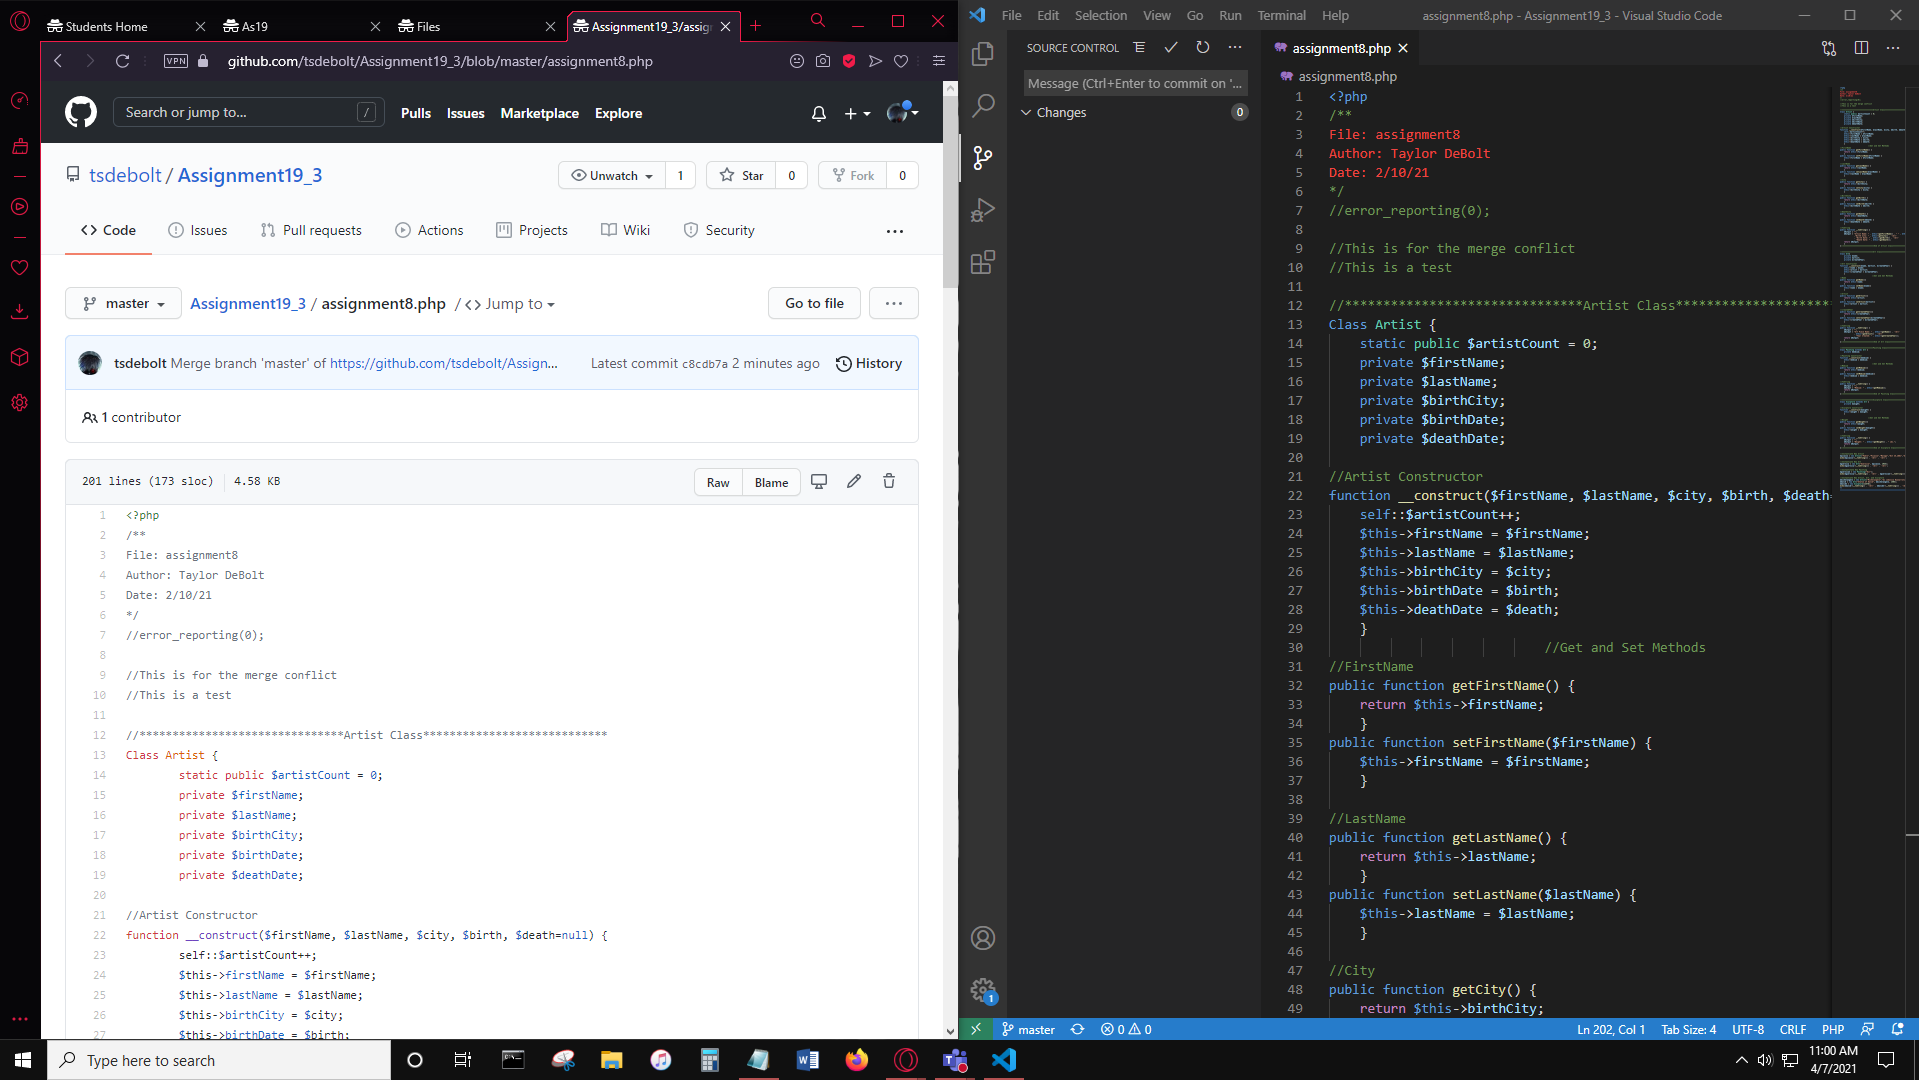 Students Home
As19
Files
Assignment19_3/assig
VPN
github.com/tsdebolt/Assignment19_3/blob/master/assignment8.php
Search or jump to...
/
Pulls
Issues
Marketplace
Explore
tsdebolt / Assignment19_3
Unwatch
1
Star
0
Fork
0
Code
Issues
Pull requests
Actions
Projects
Wiki
Security
master
Assignment19_3 / assignment8.php / <> Jump to
Go to file
tsdebolt Merge branch 'master' of https://github.com/tsdebolt/Assign...
Latest commit c8cdb7a 2 minutes ago
History
1 contributor
201 lines (173 sloc) 4.58 KB
Raw
Blame
1 <?php
2 /**
3 File: assignment8
4 Author: Taylor DeBolt
5 Date: 2/10/21
6 */
7 //error_reporting(0);
8
9 //This is for the merge conflict
10 //This is a test
11
12 //*******************************Artist Class****************************
13 Class Artist {
14 static public $artistCount = 0;
15 private $firstName;
16 private $lastName;
17 private $birthCity;
18 private $birthDate;
19 private $deathDate;
20
21 //Artist Constructor
22 function __construct($firstName, $lastName, $city, $birth, $death=null) {
23 self::$artistCount++;
24 $this->firstName = $firstName;
25 $this->lastName = $lastName;
26 $this->birthCity = $city;
27 $this->birthDate = $birth;
File Edit Selection View Go Run Terminal Help
assignment8.php - Assignment19_3 - Visual Studio Code
SOURCE CONTROL
Message (Ctrl+Enter to commit on '...
Changes
0
assignment8.php
assignment8.php
1 <?php
2 /**
3 File: assignment8
4 Author: Taylor DeBolt
5 Date: 2/10/21
6 */
7 //error_reporting(0);
8
9 //This is for the merge conflict
10 //This is a test
11
12 //*******************************Artist Class********************
13 Class Artist {
14 static public $artistCount = 0;
15 private $firstName;
16 private $lastName;
17 private $birthCity;
18 private $birthDate;
19 private $deathDate;
20
21 //Artist Constructor
22 function __construct($firstName, $lastName, $city, $birth, $death=
23 self::$artistCount++;
24 $this->firstName = $firstName;
25 $this->lastName = $lastName;
26 $this->birthCity = $city;
27 $this->birthDate = $birth;
28 $this->deathDate = $death;
29 }
30 //Get and Set Methods
31 //FirstName
32 public function getFirstName() {
33 return $this->firstName;
34 }
35 public function setFirstName($firstName) {
36 $this->firstName = $firstName;
37 }
38
39 //LastName
40 public function getLastName() {
41 return $this->lastName;
42 }
43 public function setLastName($lastName) {
44 $this->lastName = $lastName;
45 }
46
47 //City
48 public function getCity() {
49 return $this->birthCity;
1
master
0
0
Ln 202, Col 1
Tab Size: 4
UTF-8
CRLF
PHP
Type here to search
11:00 AM
4/7/2021